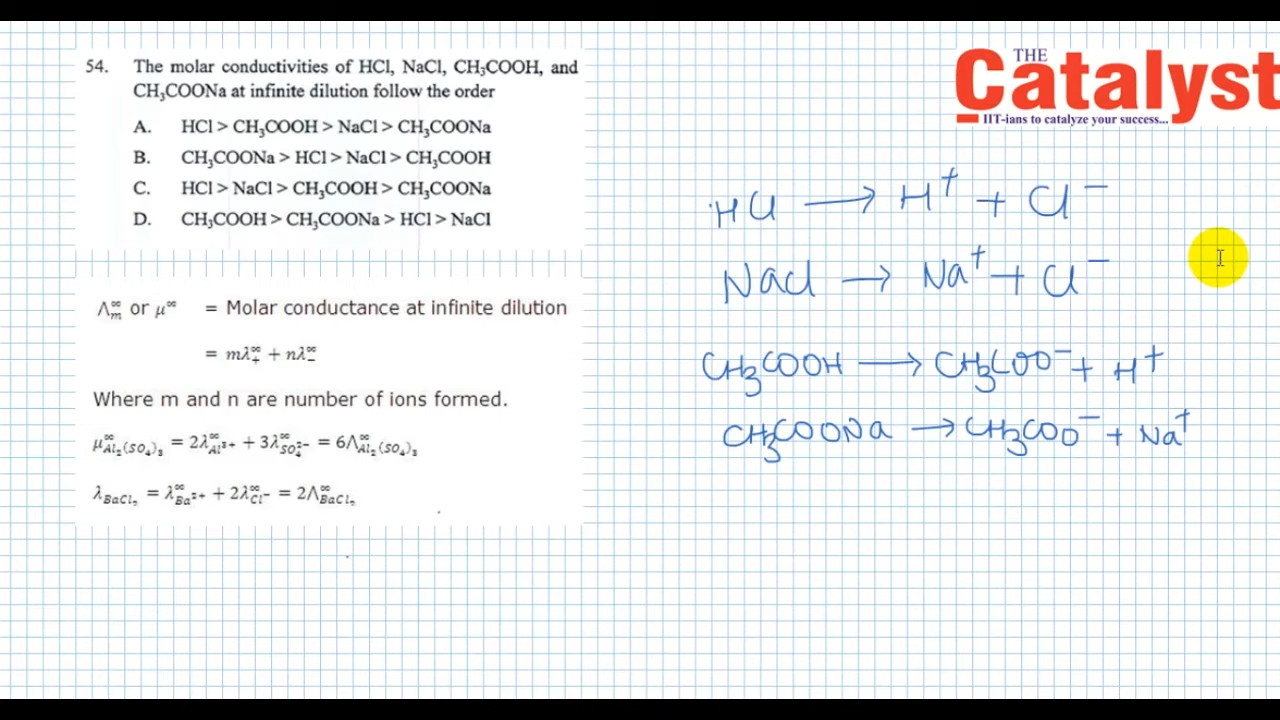 54. The molar conductivities of HCl, NaCl, CH₃COOH, and
CH₃COONa at infinite dilution follow the order
A. HCl > CH₃COOH > NaCl > CH₃COONa
B. CH₃COONa > HCl > NaCl > CH₃COOH
C. HCl > NaCl > CH₃COOH > CH₃COONa
D. CH₃COOH > CH₃COONa > HCl > NaCl
Λ∞m or μ∞ = Molar conductance at infinite dilution
= mλ∞+ + nλ∞−
Where m and n are number of ions formed.
μ∞Al₂(SO₄)₃ = 2λ∞Al³⁺ + 3λ∞SO₄²⁻ = 6Λ∞Al₂(SO₄)₃
λBaCl₂ = λ∞Ba²⁺ + 2λ∞Cl⁻ = 2Λ∞BaCl₂
THE
Catalyst
IIT-ians to catalyze your success...
HCl → H⁺ + Cl⁻
NaCl → Na⁺ + Cl⁻
CH₃COOH → CH₃COO⁻ + H⁺
CH₃COONa → CH₃COO⁻ + Na⁺